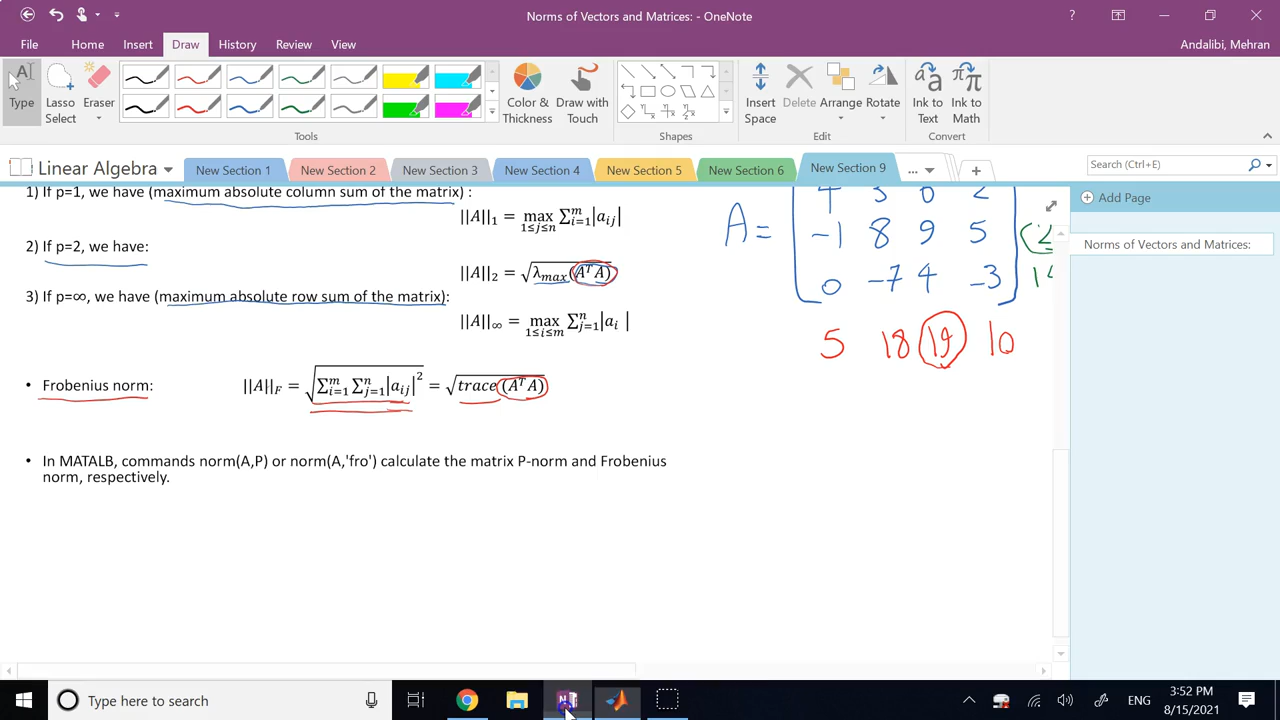 Norms of Vectors and Matrices: - OneNote
?
Andalibi, Mehran
File Home Insert Draw History Review View
Type
Lasso Select
Eraser
Color & Thickness
Draw with Touch
Insert Space
Delete
Arrange
Rotate
Ink to Text
Ink to Math
Tools
Shapes
Edit
Convert
Linear Algebra
New Section 1
New Section 2
New Section 3
New Section 4
New Section 5
New Section 6
New Section 9
...
Search (Ctrl+E)
Add Page
Norms of Vectors and Matrices:
1) If p=1, we have (maximum absolute column sum of the matrix) :
||A||₁ = max 1≤j≤n ∑ᵢ₌₁ᵐ|aᵢⱼ|
2) If p=2, we have:
||A||₂ = √λₘₐₓ(AᵀA)
3) If p=∞, we have (maximum absolute row sum of the matrix):
||A||∞ = max 1≤i≤m ∑ⱼ₌₁ⁿ|aᵢ |
• Frobenius norm: ||A||F = √∑ᵢ₌₁ᵐ ∑ⱼ₌₁ⁿ|aᵢⱼ|² = √trace(AᵀA)
• In MATALB, commands norm(A,P) or norm(A,'fro') calculate the matrix P-norm and Frobenius
norm, respectively.
A =
-1 8 9 5
0 -7 4 -3
5 18 19 10
Type here to search
ENG
3:52 PM
8/15/2021